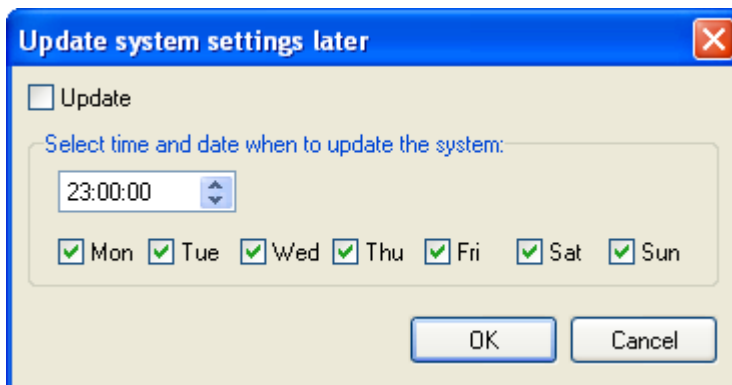 Update system settings later
Update
Select time and date when to update the system:
23:00:00
Mon Tue Wed Thu Fri Sat Sun
OK Cancel